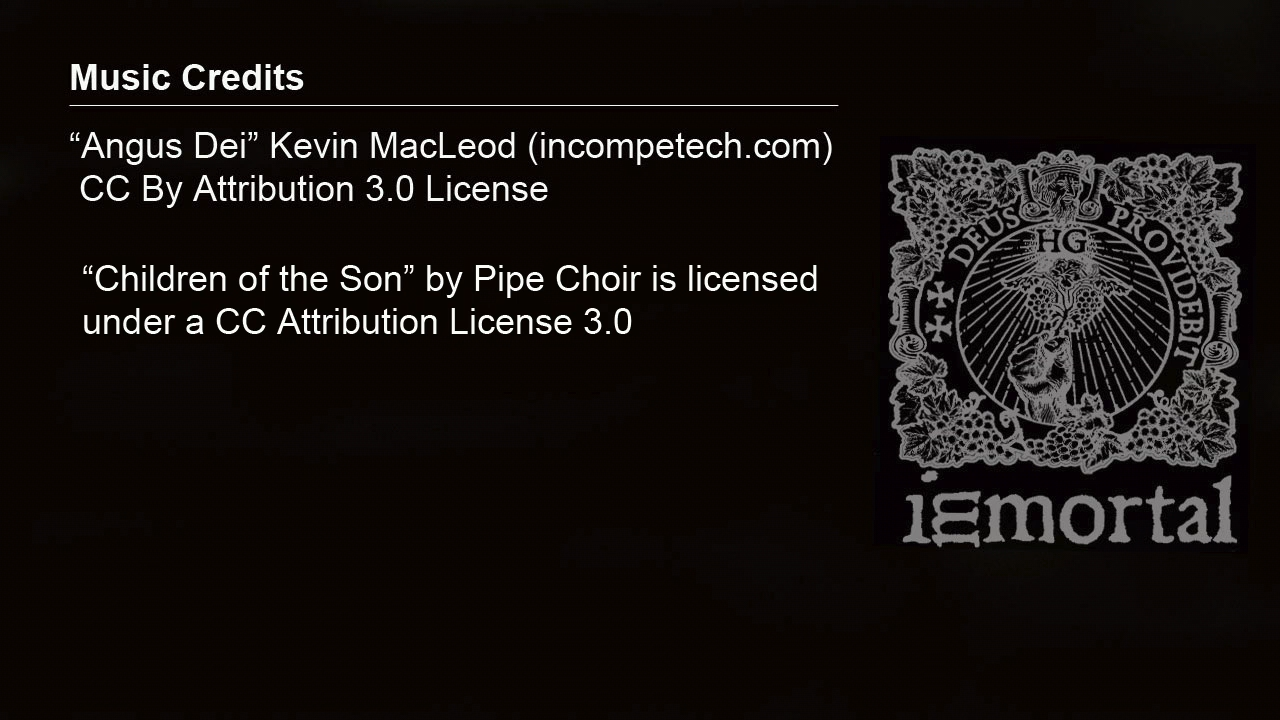 Music Credits
“Angus Dei” Kevin MacLeod (incompetech.com)
CC By Attribution 3.0 License
“Children of the Son” by Pipe Choir is licensed
under a CC Attribution License 3.0
DEUS PROVIDEBIT
HG
immortal